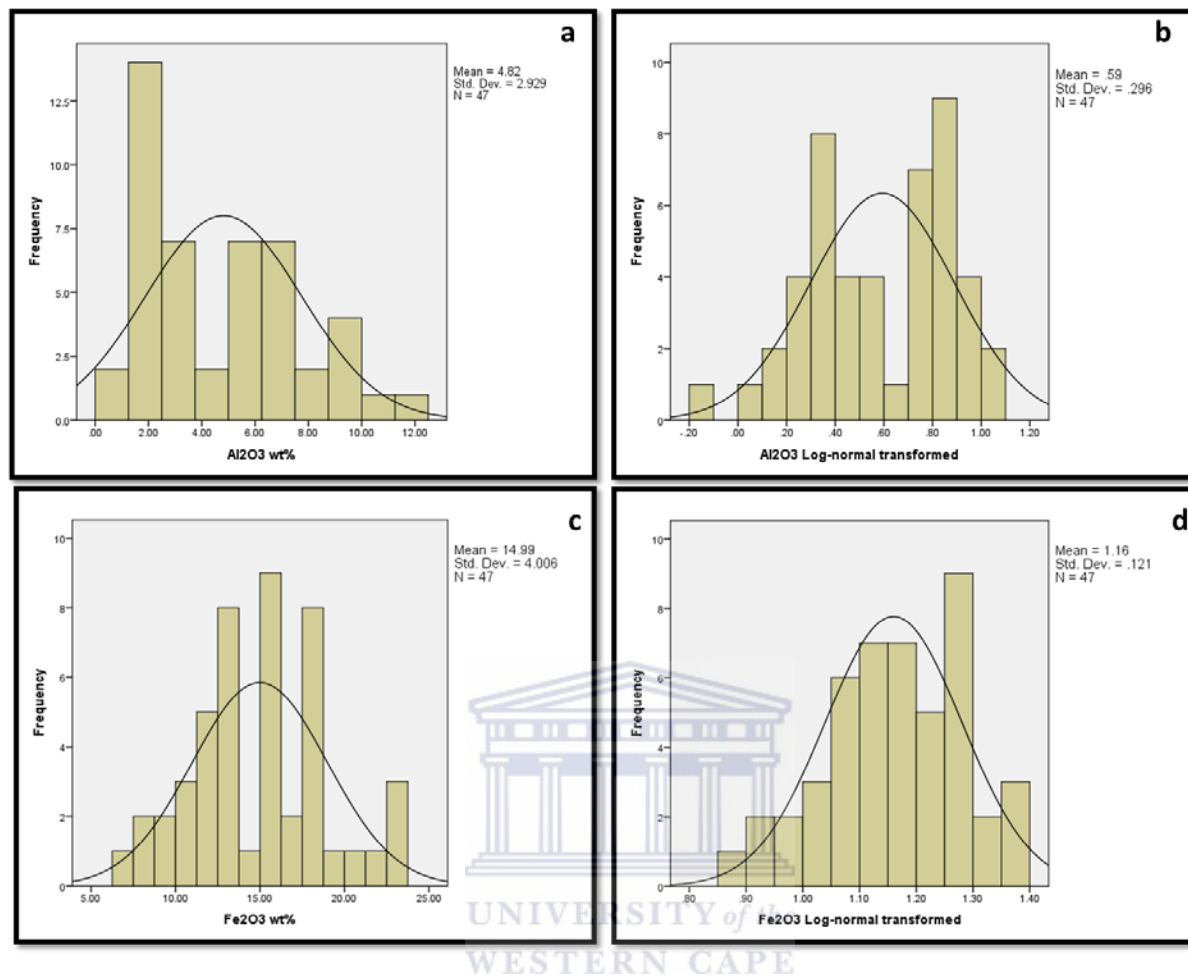 a
Mean = 4.82
Std. Dev. = 2.929
N = 47
12.5
10.0
7.5
5.0
2.5
0.0
Frequency
.00 2.00 4.00 6.00 8.00 10.00 12.00
Al2O3 wt%
b
Mean = .59
Std. Dev. = .296
N = 47
10
8
6
4
2
0
Frequency
-.20 .00 .20 .40 .60 .80 1.00 1.20
Al2O3 Log-normal transformed
c
Mean = 14.99
Std. Dev. = 4.006
N = 47
10
8
6
4
2
0
Frequency
5.00 10.00 15.00 20.00 25.00
Fe2O3 wt%
d
Mean = 1.16
Std. Dev. = .121
N = 47
10
8
6
4
2
0
Frequency
.80 .90 1.00 1.10 1.20 1.30 1.40
Fe2O3 Log-normal transformed
UNIVERSITY of the
WESTERN CAPE